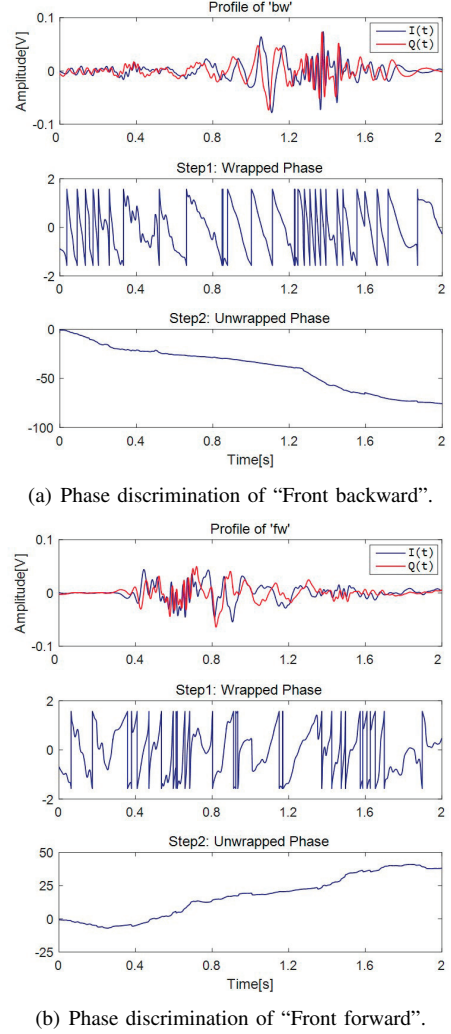 Profile of 'bw'
Amplitude[V]
0.1
0
-0.1
I(t)
Q(t)
0 0.4 0.8 1.2 1.6 2
Step1: Wrapped Phase
2
0
-2
0 0.4 0.8 1.2 1.6 2
Step2: Unwrapped Phase
0
-50
-100
0 0.4 0.8 1.2 1.6 2
Time[s]
(a) Phase discrimination of “Front backward”.
Profile of 'fw'
Amplitude[V]
0.1
0
-0.1
I(t)
Q(t)
0 0.4 0.8 1.2 1.6 2
Step1: Wrapped Phase
2
0
-2
0 0.4 0.8 1.2 1.6 2
Step2: Unwrapped Phase
50
25
0
-25
0 0.4 0.8 1.2 1.6 2
Time[s]
(b) Phase discrimination of “Front forward”.